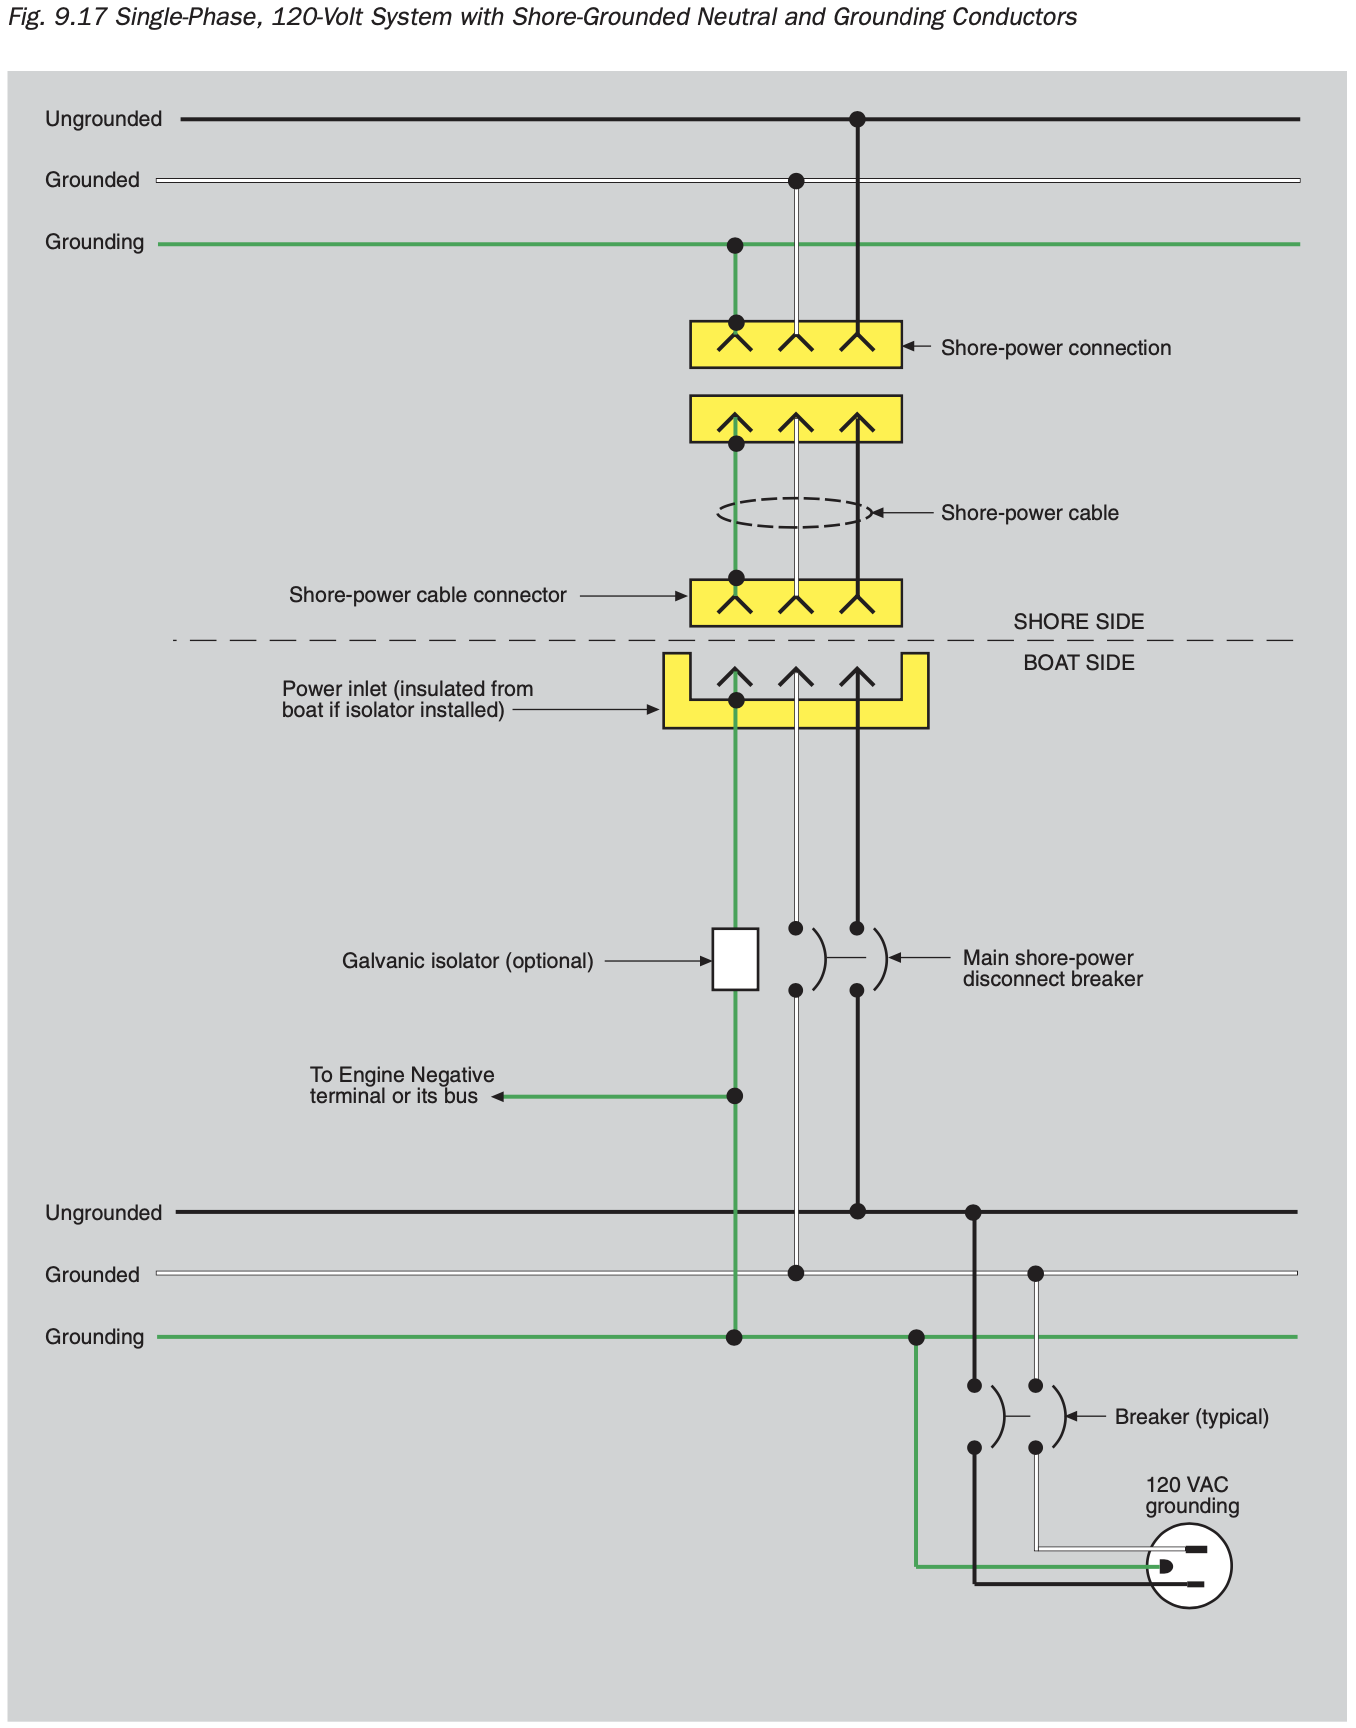 Fig. 9.17 Single-Phase, 120-Volt System with Shore-Grounded Neutral and Grounding Conductors
Ungrounded
Grounded
Grounding
Shore-power connection
Shore-power cable
Shore-power cable connector
SHORE SIDE
BOAT SIDE
Power inlet (insulated from
boat if isolator installed)
Galvanic isolator (optional)
Main shore-power
disconnect breaker
To Engine Negative
terminal or its bus
Ungrounded
Grounded
Grounding
Breaker (typical)
120 VAC
grounding